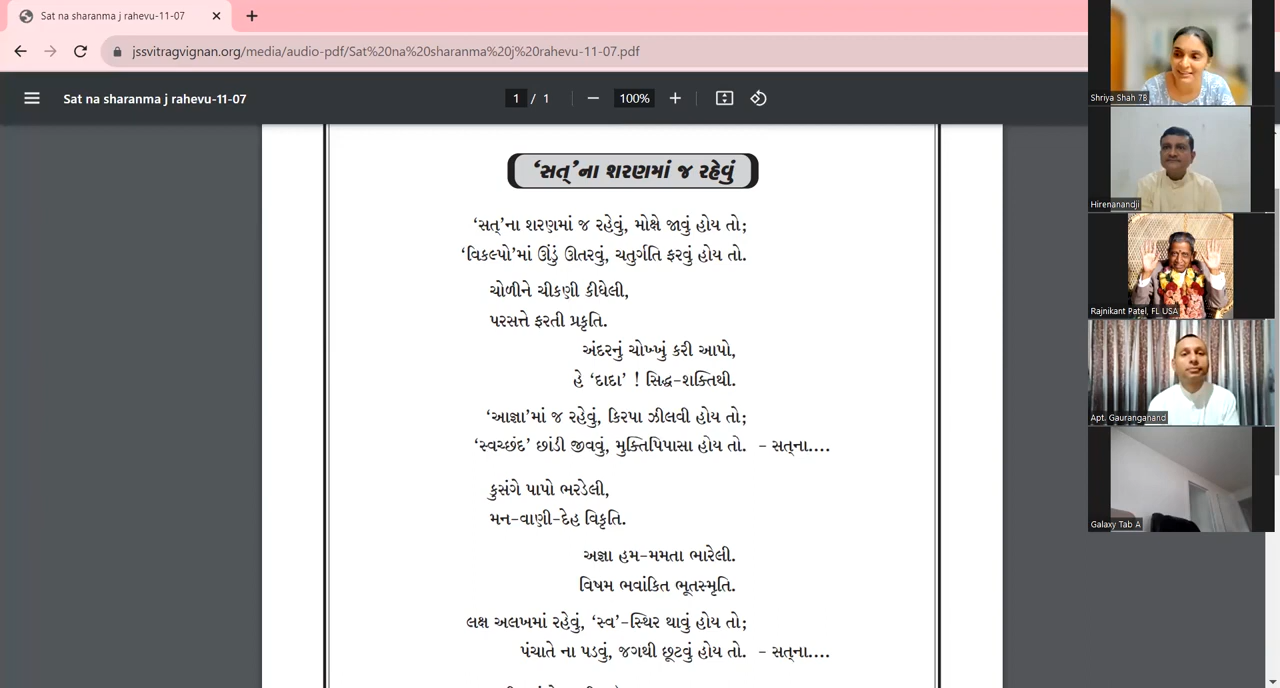 Sat na sharanma j rahevu-11-07
jssvitragvignan.org/media/audio-pdf/Sat%20na%20sharanma%20j%20rahevu-11-07.pdf
Sat na sharanma j rahevu-11-07
1 / 1
100%
‘સત્’ના શરણમાં જ રહેવું
‘સત્’ના શરણમાં જ રહેવું, મોક્ષે જાવું હોય તો;
‘વિકલ્પો’માં ઊંડું ઊતરવું, ચતુર્ગતિ ફરવું હોય તો.
ચોળીને ચીકણી કીધેલી,
પરસત્તે ફરતી પ્રકૃતિ.
અંદરનું ચોખ્ખું કરી આપો,
હે ‘દાદા’ ! સિદ્ધ-શક્તિથી.
‘આજ્ઞા’માં જ રહેવું, કિરપા ઝીલવી હોય તો;
‘સ્વચ્છંદ’ છાંડી જીવવું, મુક્તિપિપાસા હોય તો. - સત્ના....
કુસંગે પાપો ભરડેલી,
મન-વાણી-દેહ વિકૃતિ.
અજ્ઞા હમ-મમતા ભારેલી.
વિષમ ભવાંકિત ભૂતસ્મૃતિ.
લક્ષ અલખમાં રહેવું, ‘સ્વ’-સ્થિર થાવું હોય તો;
પંચાતે ના પડવું, જગથી છૂટવું હોય તો. - સત્ના....
Shriya Shah 7B
Hirenanandji
Rajnikant Patel, FL USA
Apt. Gauranganand
Galaxy Tab A